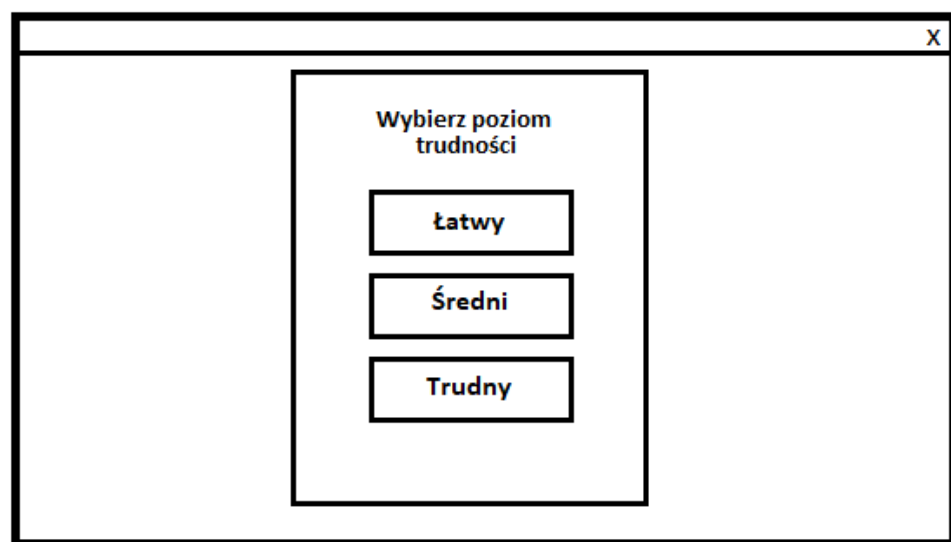 X
Wybierz poziom
trudności
Łatwy
Średni
Trudny